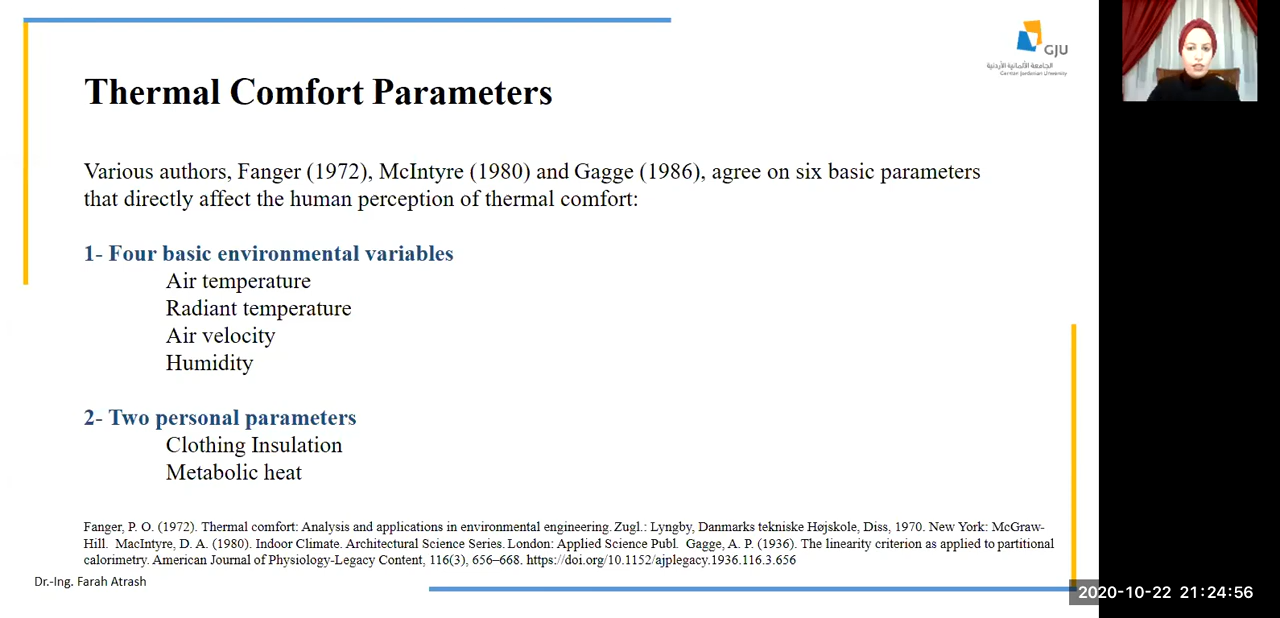 GJU
الجامعة الألمانية الأردنية
German Jordanian University
Thermal Comfort Parameters
Various authors, Fanger (1972), McIntyre (1980) and Gagge (1986), agree on six basic parameters
that directly affect the human perception of thermal comfort:
1- Four basic environmental variables
Air temperature
Radiant temperature
Air velocity
Humidity
2- Two personal parameters
Clothing Insulation
Metabolic heat
Fanger, P. O. (1972). Thermal comfort: Analysis and applications in environmental engineering. Zugl.: Lyngby, Danmarks tekniske Højskole, Diss, 1970. New York: McGraw-
Hill. MacIntyre, D. A. (1980). Indoor Climate. Architectural Science Series. London: Applied Science Publ. Gagge, A. P. (1936). The linearity criterion as applied to partitional
calorimetry. American Journal of Physiology-Legacy Content, 116(3), 656–668. https://doi.org/10.1152/ajplegacy.1936.116.3.656
Dr.-Ing. Farah Atrash
2020-10-22 21:24:56